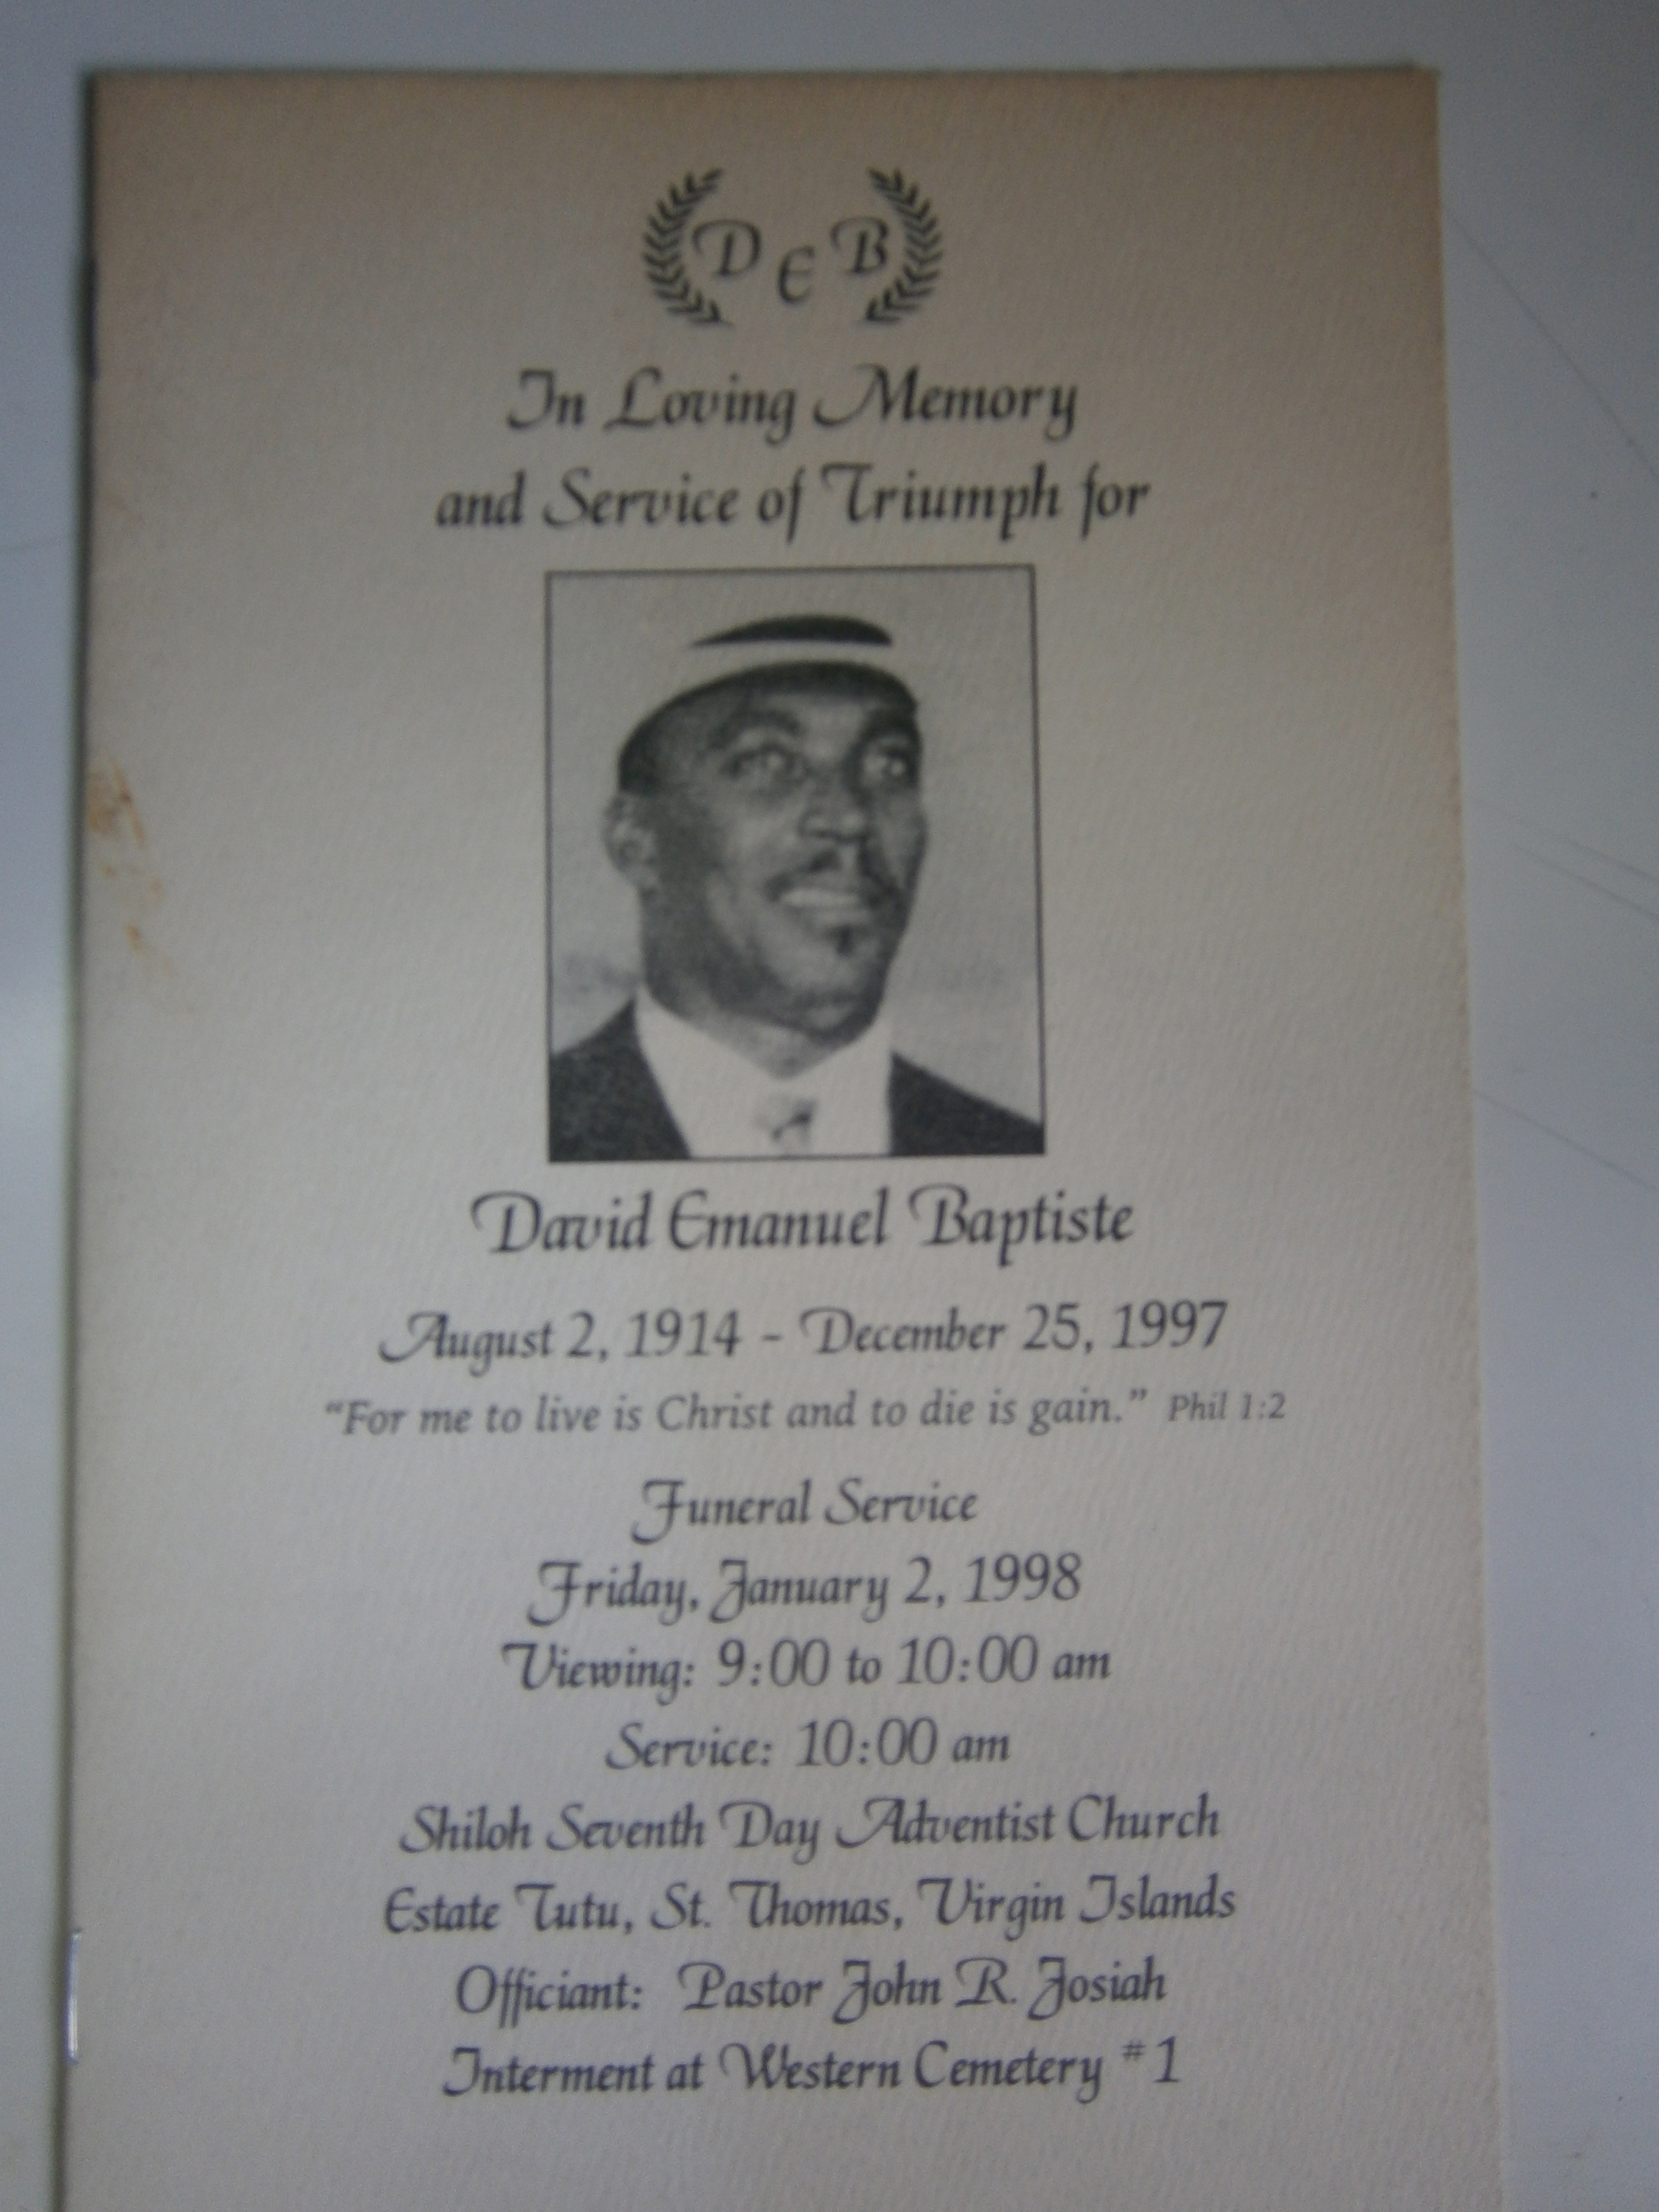 D E B
In Loving Memory
and Service of Triumph for
David Emanuel Baptiste
August 2, 1914 - December 25, 1997
"For me to live is Christ and to die is gain." Phil 1:2
Funeral Service
Friday, January 2, 1998
Viewing: 9:00 to 10:00 am
Service: 10:00 am
Shiloh Seventh Day Adventist Church
Estate Tutu, St. Thomas, Virgin Islands
Officiant: Pastor John R. Josiah
Interment at Western Cemetery #1